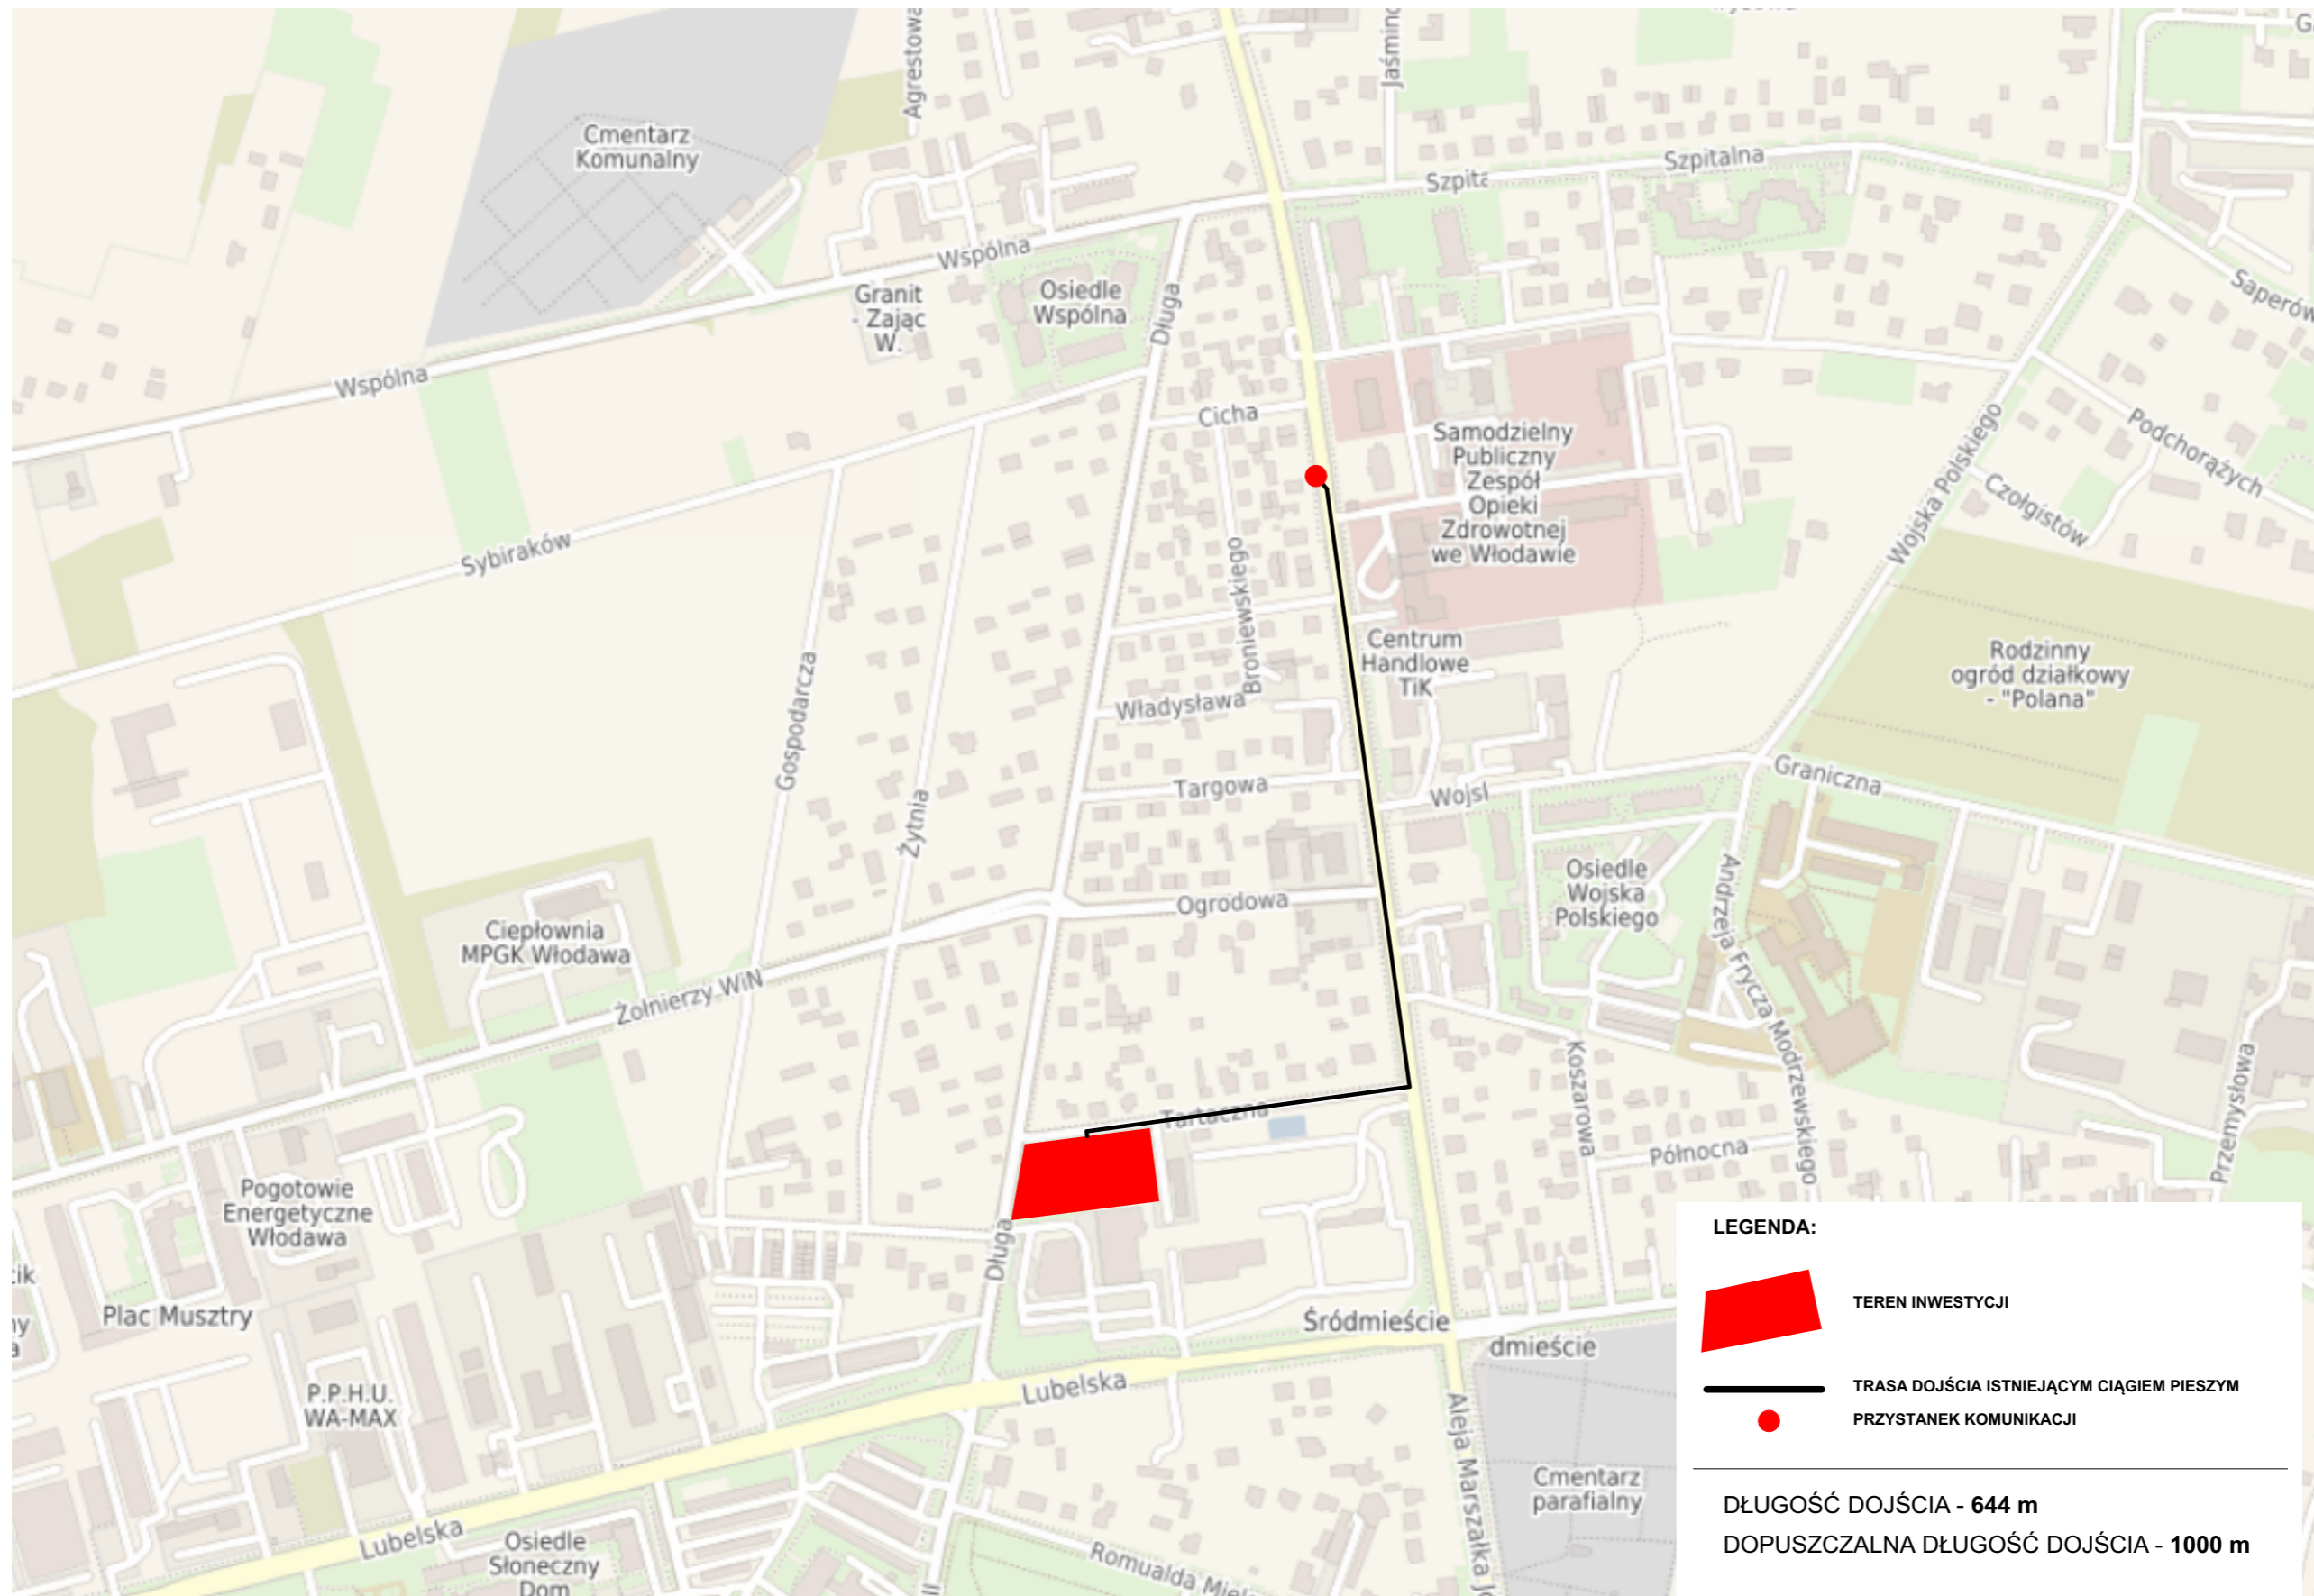 Agrestowa
Cmentarz
Komunalny
Szpitalna
Wspólna
Granit
- Zając
W.
Osiedle
Wspólna
Długa
Saperów
Wspólna
Cicha
Samodzielny
Publiczny
Zespół
Opieki
Zdrowotnej
we Włodawie
Podchorążych
Wojska Polskiego
Czołgistów
Sybiraków
Broniewskiego
Centrum
Handlowe
TiK
Rodzinny
ogród działkowy
- "Polana"
Gospodarcza
Władysława
Targowa
Graniczna
Żytnia
Osiedle
Wojska
Polskiego
Andrzeja Frycza Modrzewskiego
Ogrodowa
Ciepłownia
MPGK Włodawa
Żołnierzy WiN
Koszarowa
Przemysłowa
Tartaczna
Północna
Pogotowie
Energetyczne
Włodawa
Długa
Plac Musztry
Śródmieście
dmieście
P.P.H.U.
WA-MAX
Lubelska
Aleja Marszałka
Cmentarz
parafialny
Lubelska
Osiedle
Słoneczny
Dom
Romualda
LEGENDA:
TEREN INWESTYCJI
TRASA DOJŚCIA ISTNIEJĄCYM CIĄGIEM PIESZYM
PRZYSTANEK KOMUNIKACJI
DŁUGOŚĆ DOJŚCIA - 644 m
DOPUSZCZALNA DŁUGOŚĆ DOJŚCIA - 1000 m